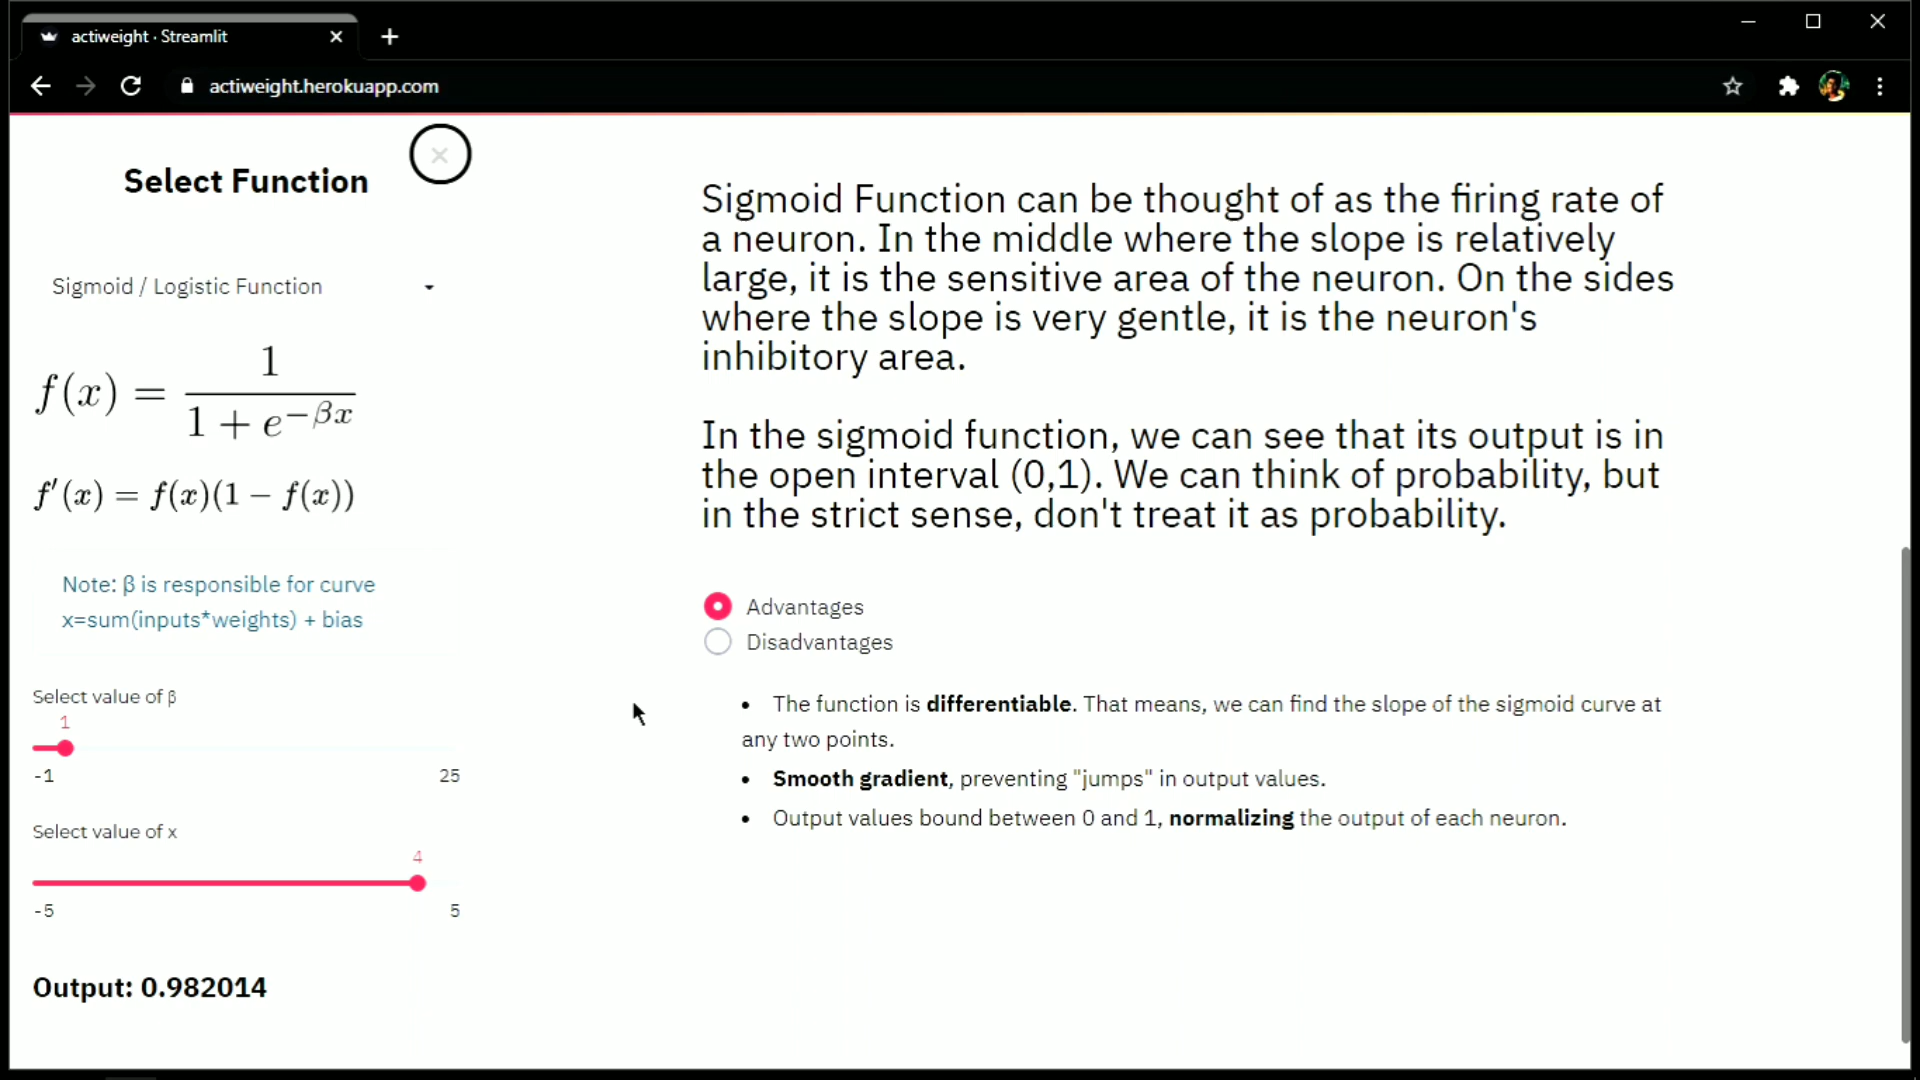 actiweight · Streamlit
actiweight.herokuapp.com
Select Function
Sigmoid / Logistic Function
f(x) = 1 / (1 + e^{-βx})
f′(x) = f(x)(1 − f(x))
Note: β is responsible for curve
x=sum(inputs*weights) + bias
Select value of β
1
-1 25
Select value of x
4
-5 5
Output: 0.982014
Sigmoid Function can be thought of as the firing rate of
a neuron. In the middle where the slope is relatively
large, it is the sensitive area of the neuron. On the sides
where the slope is very gentle, it is the neuron's
inhibitory area.
In the sigmoid function, we can see that its output is in
the open interval (0,1). We can think of probability, but
in the strict sense, don't treat it as probability.
Advantages
Disadvantages
• The function is differentiable. That means, we can find the slope of the sigmoid curve at
any two points.
• Smooth gradient, preventing "jumps" in output values.
• Output values bound between 0 and 1, normalizing the output of each neuron.